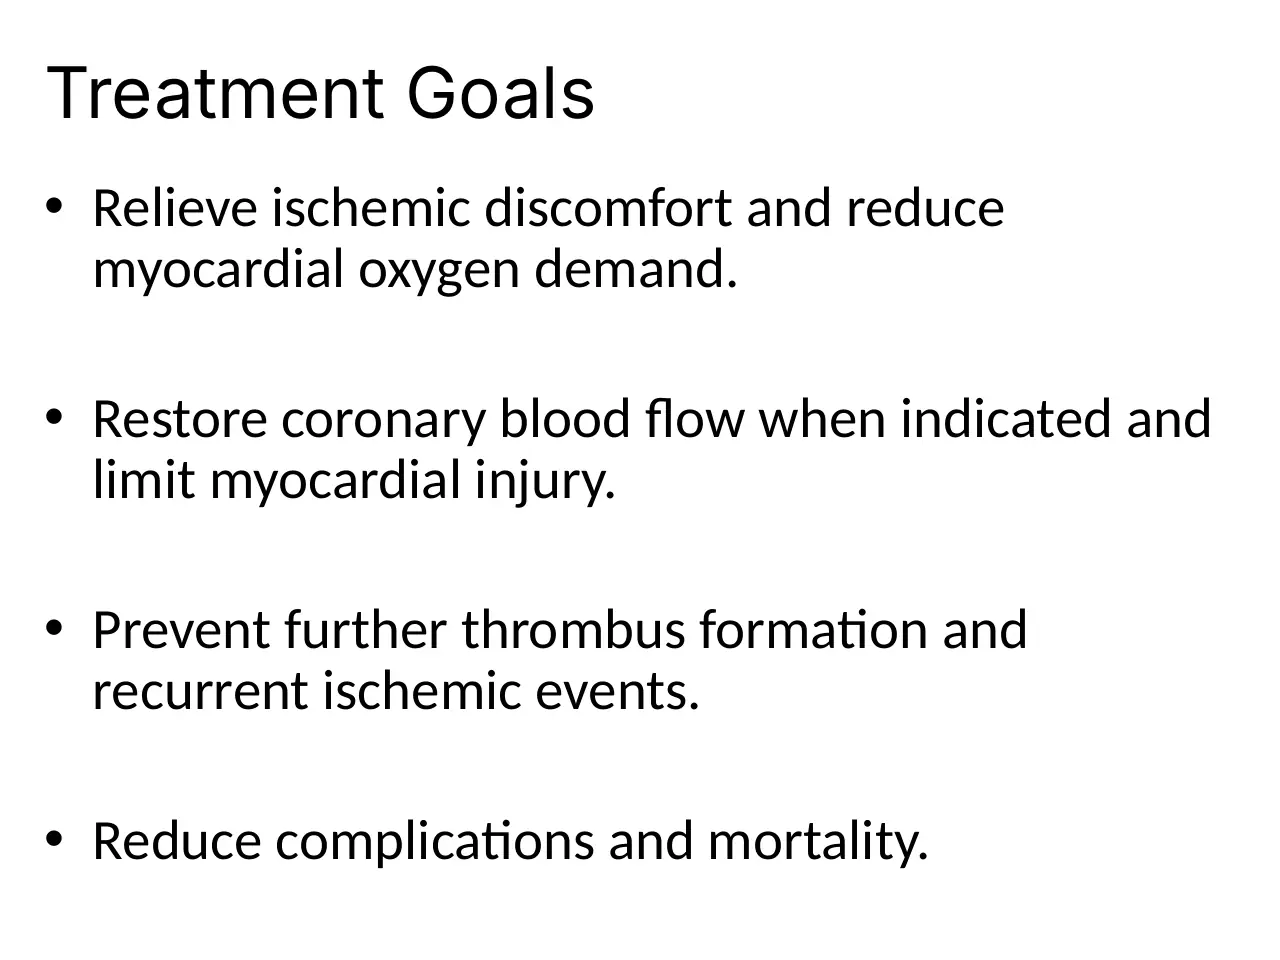 Treatment Goals
• Relieve ischemic discomfort and reduce
myocardial oxygen demand.
• Restore coronary blood flow when indicated and
limit myocardial injury.
• Prevent further thrombus formation and
recurrent ischemic events.
• Reduce complications and mortality.